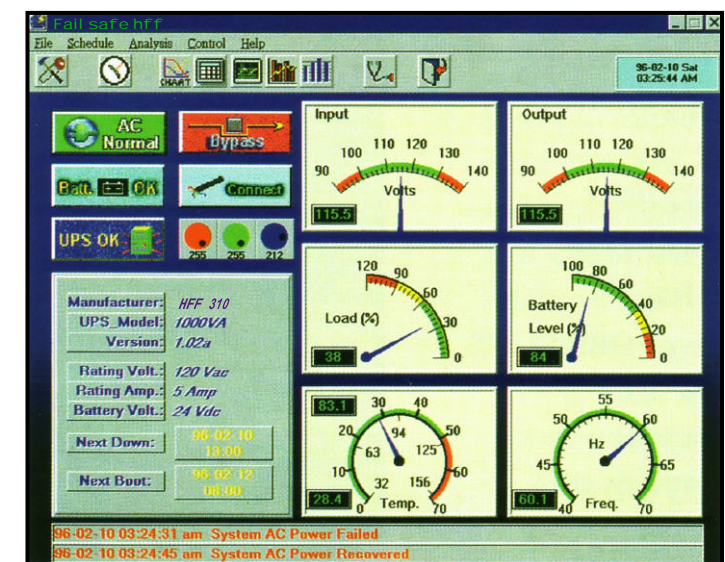 Fail safe hff
File Schedule Analysis Control Help
CHART
96-02-10 Sat
03:25:44 AM
AC
Normal
Bypass
Batt. OK
Connect
UPS OK
255 255 212
Manufacturer: HFF 310
UPS_Model: 1000VA
Version: 1.02a
Rating Volt.: 120 Vac
Rating Amp.: 5 Amp
Battery Volt.: 24 Vdc
Next Down: 96-02-10
13:00
Next Boot: 96-02-12
08:00
Input
90 100 110 120 130 140
Volts
115.5
Output
90 100 110 120 130 140
Volts
115.5
120 90 60 30 0
Load (%)
38
100 80 60 40 20 0
Battery
Level (%)
84
83.1
0 10 20 30 40 50 60 70
32 63 94 125 156
28.4
Temp.
40 45 50 55 60 65 70
Hz
60.1
Freq.
96-02-10 03:24:31 am System AC Power Failed
96-02-10 03:24:45 am System AC Power Recovered